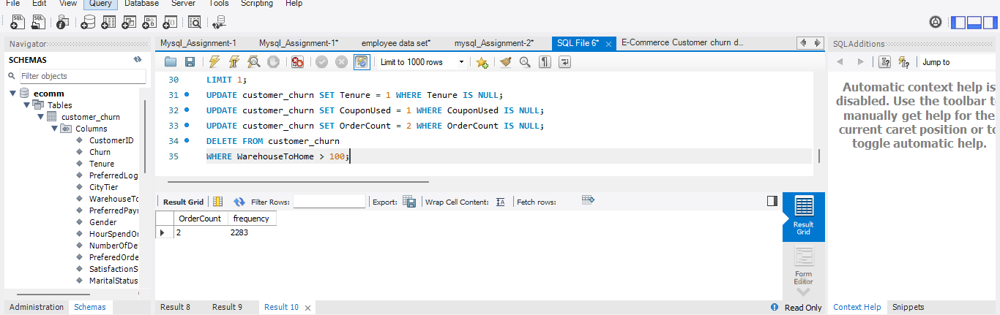 File Edit View Query Database Server Tools Scripting Help
Navigator
SCHEMAS
Filter objects
ecomm
Tables
customer_churn
Columns
CustomerID
Churn
Tenure
PreferredLog
CityTier
WarehouseTo
PreferredPay
Gender
HourSpendOn
NumberOfDe
PreferedOrde
SatisfactionS
MaritalStatus
Administration Schemas
Mysql_Assignment-1 Mysql_Assignment-1* employee data set* mysql_Assignment-2* SQL File 6* E-Commerce Customer churn d...
Limit to 1000 rows
30 LIMIT 1;
31 UPDATE customer_churn SET Tenure = 1 WHERE Tenure IS NULL;
32 UPDATE customer_churn SET CouponUsed = 1 WHERE CouponUsed IS NULL;
33 UPDATE customer_churn SET OrderCount = 2 WHERE OrderCount IS NULL;
34 DELETE FROM customer_churn
35 WHERE WarehouseToHome > 100;
Result Grid Filter Rows: Export: Wrap Cell Content: Fetch rows:
OrderCount frequency
2 2283
Result
Grid
Form
Editor
Result 8 Result 9 Result 10 Read Only
SQLAdditions
Jump to
Automatic context help is
disabled. Use the toolbar to
manually get help for the
current caret position or to
toggle automatic help.
Context Help Snippets